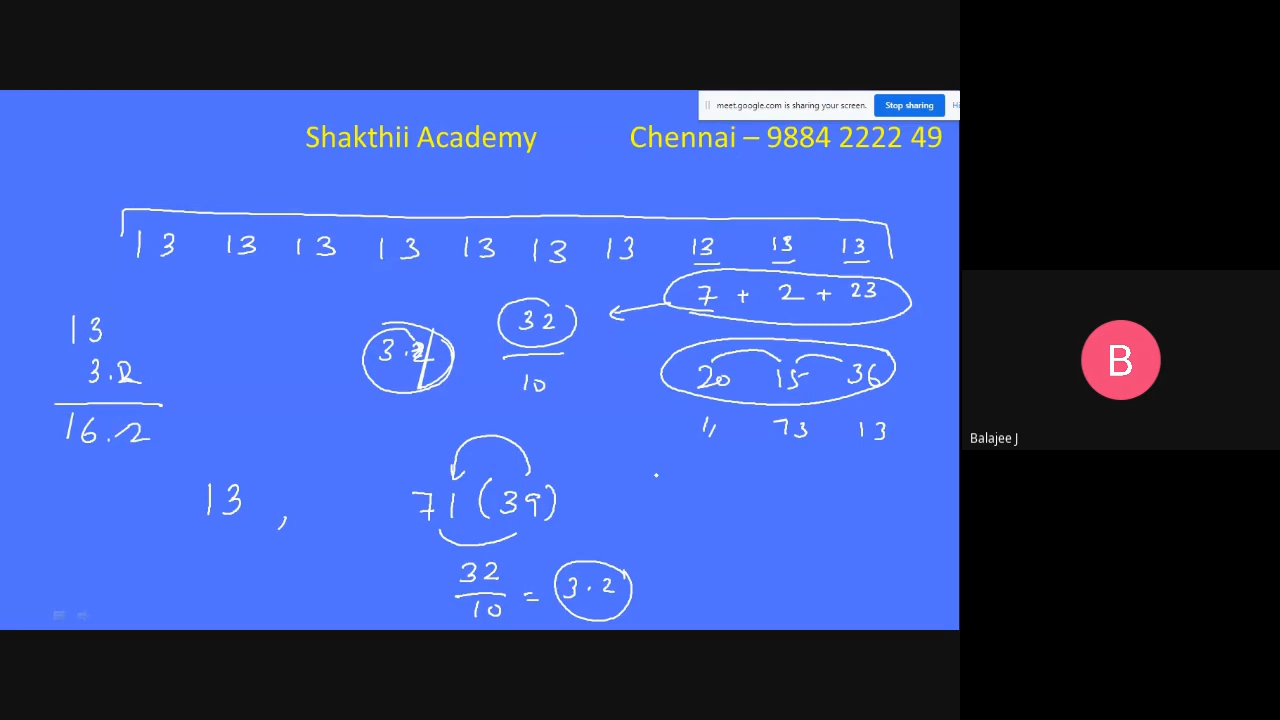 meet.google.com is sharing your screen. Stop sharing Hi
Shakthii Academy Chennai – 9884 2222 49
13 13 13 13 13 13 13 13 13 13
7 + 2 + 23
32
10
3.2
13
3.2
16.2
20 15 36
11 73 13
B
Balajee J
13 , 71 (39)
32
10 = 3.2